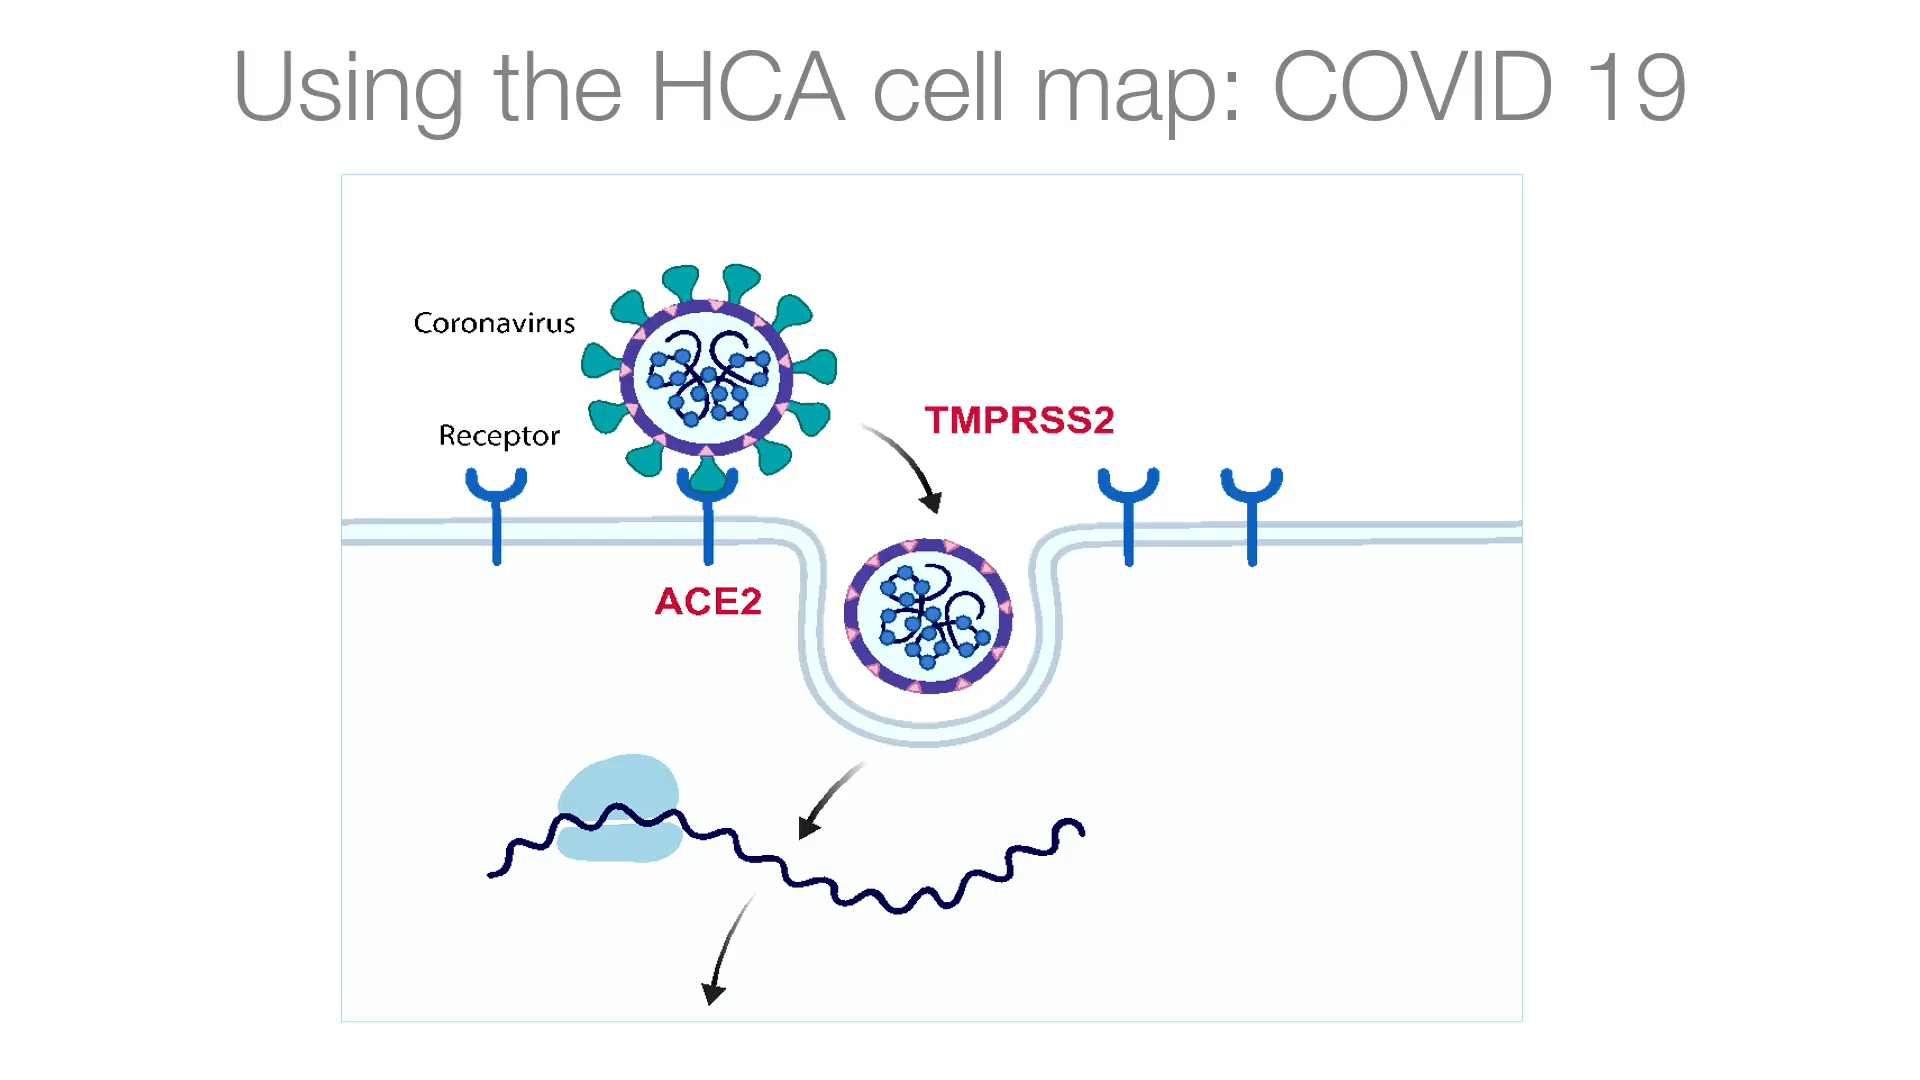 Using the HCA cell map: COVID 19
Coronavirus
TMPRSS2
Receptor
ACE2